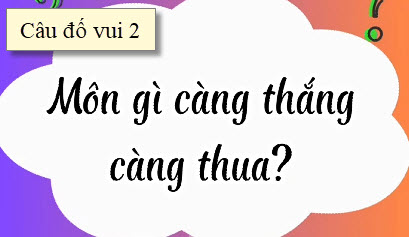 Câu đố vui 2
Môn gì càng thắng
càng thua?